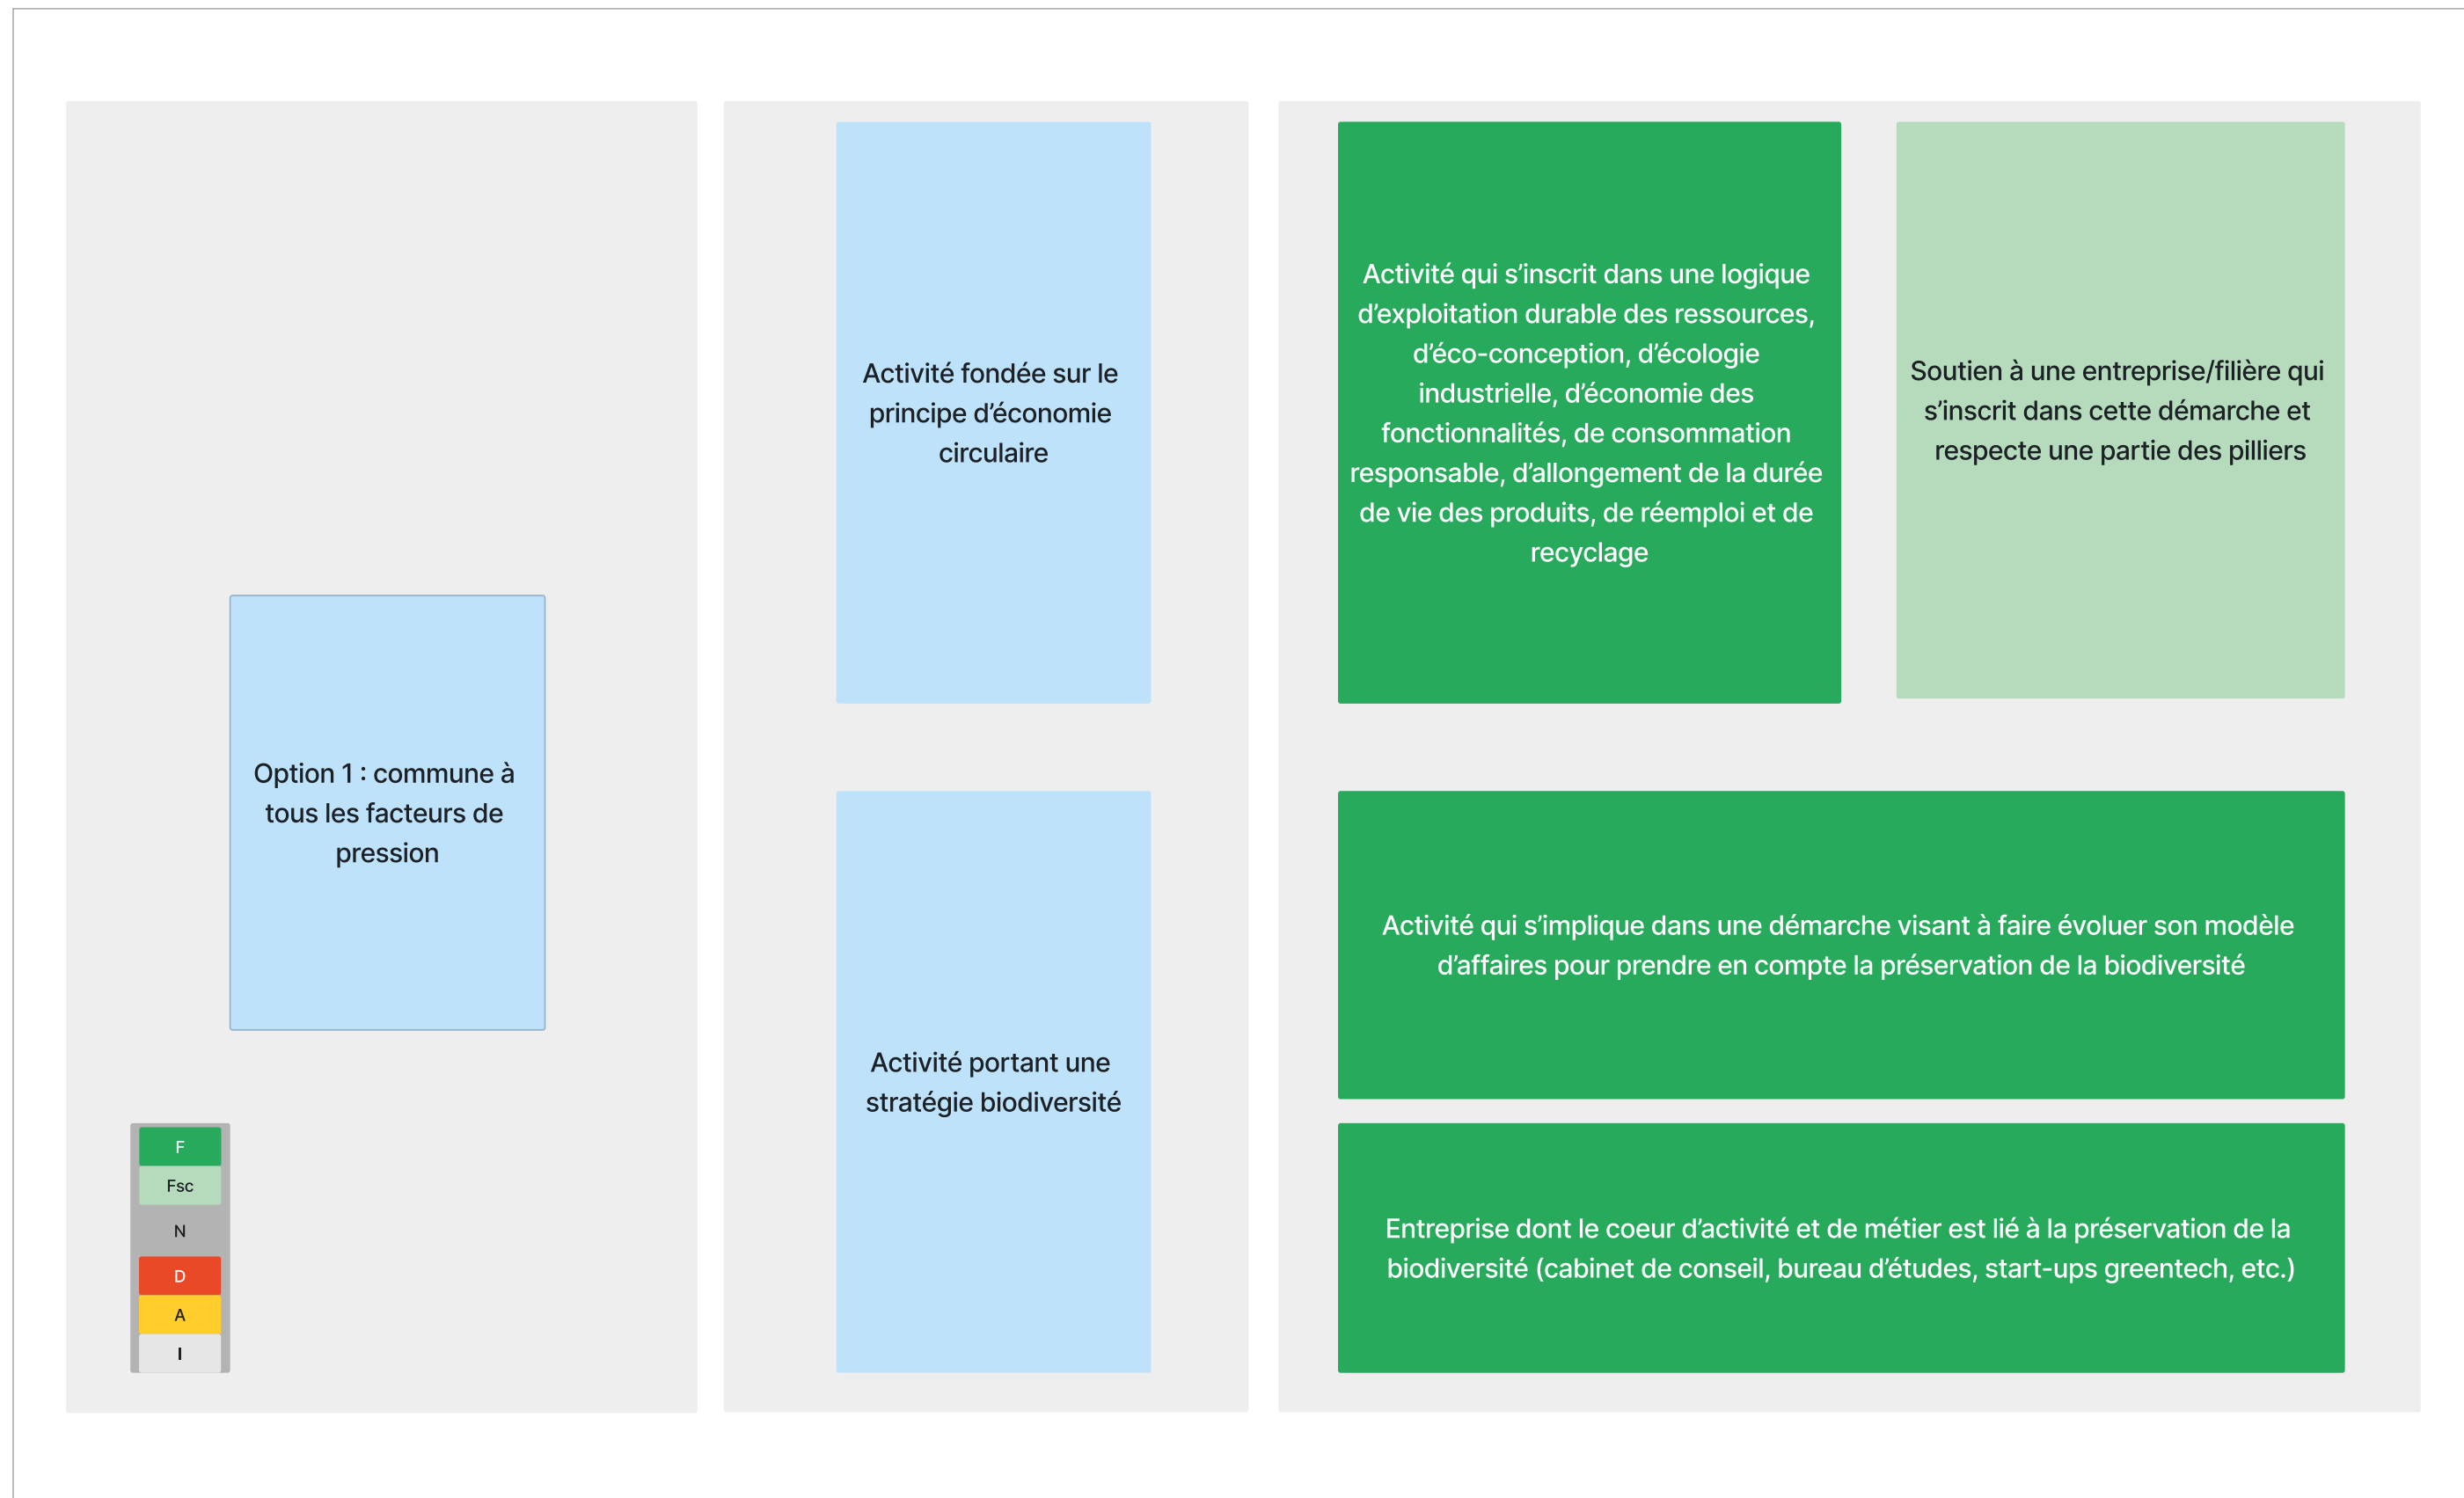 Option 1 : commune à
tous les facteurs de
pression
F
Fsc
N
D
A
I
Activité fondée sur le
principe d’économie
circulaire
Activité portant une
stratégie biodiversité
Activité qui s’inscrit dans une logique
d’exploitation durable des ressources,
d’éco-conception, d’écologie
industrielle, d’économie des
fonctionnalités, de consommation
responsable, d’allongement de la durée
de vie des produits, de réemploi et de
recyclage
Soutien à une entreprise/filière qui
s’inscrit dans cette démarche et
respecte une partie des pilliers
Activité qui s’implique dans une démarche visant à faire évoluer son modèle
d’affaires pour prendre en compte la préservation de la biodiversité
Entreprise dont le coeur d’activité et de métier est lié à la préservation de la
biodiversité (cabinet de conseil, bureau d’études, start-ups greentech, etc.)